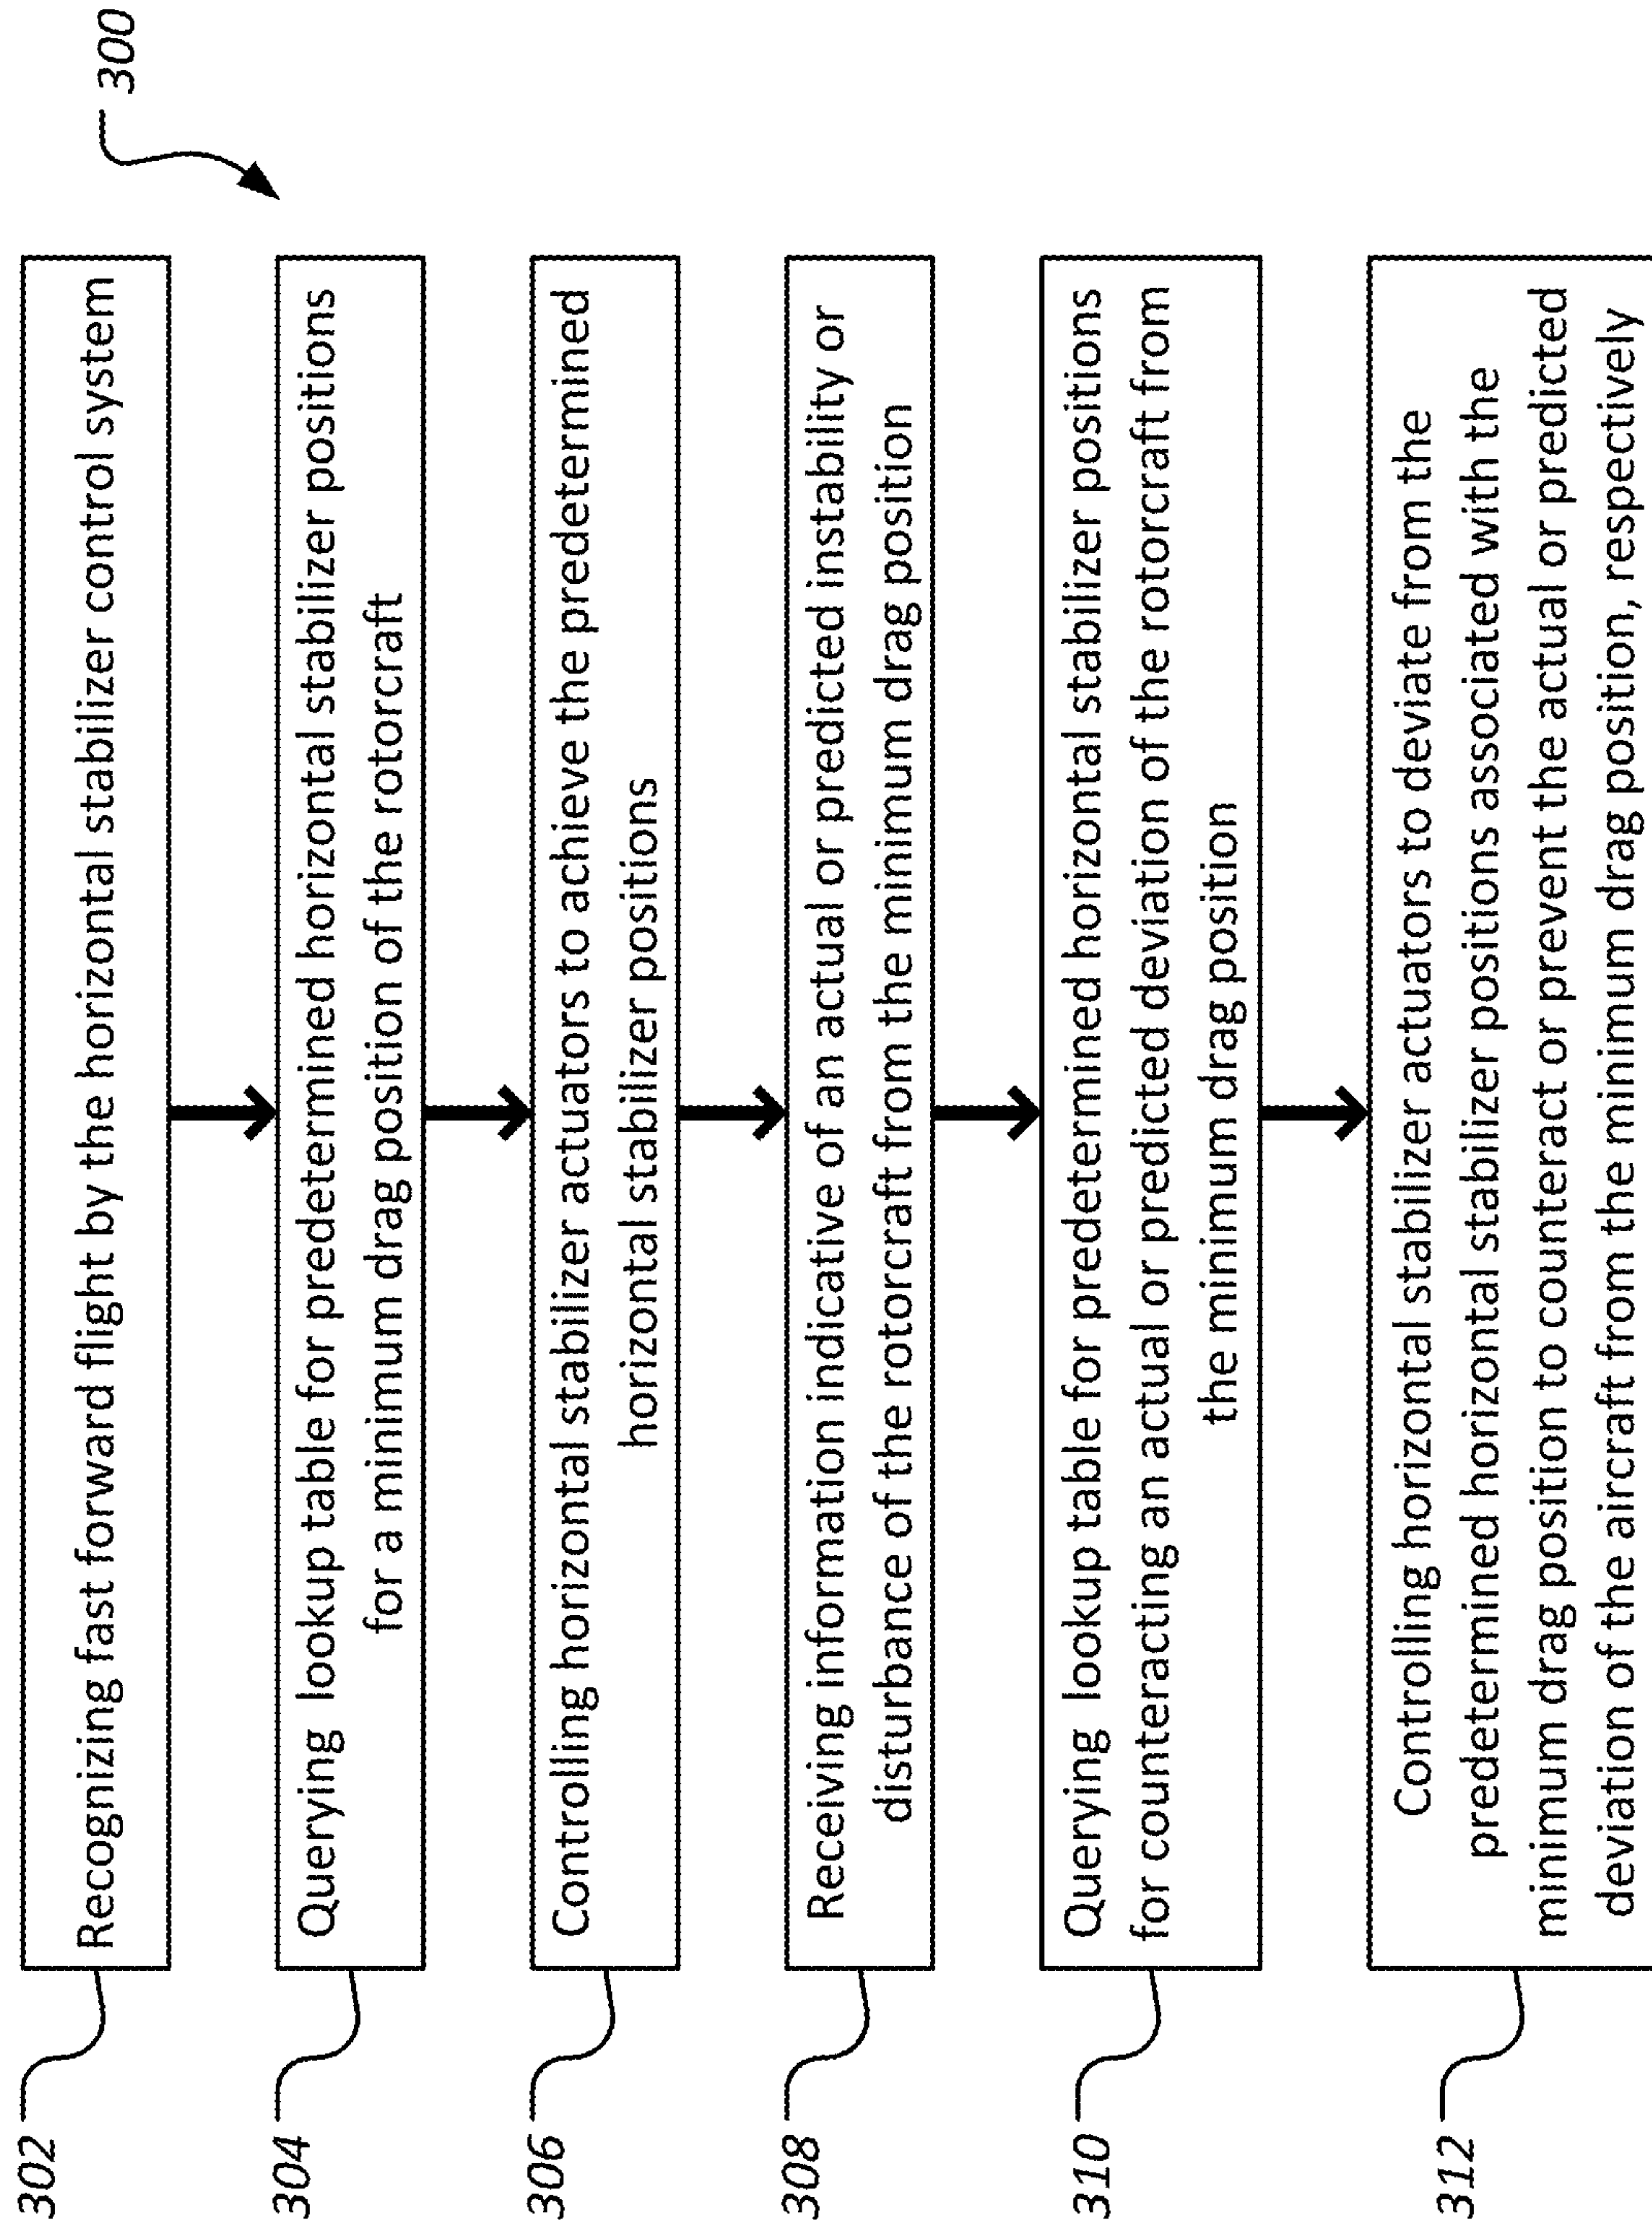 300
302
Recognizing fast forward flight by the horizontal stabilizer control system
304
Querying lookup table for predetermined horizontal stabilizer positions
for a minimum drag position of the rotorcraft
306
Controlling horizontal stabilizer actuators to achieve the predetermined
horizontal stabilizer positions
308
Receiving information indicative of an actual or predicted instability or
disturbance of the rotorcraft from the minimum drag position
310
Querying lookup table for predetermined horizontal stabilizer positions
for counteracting an actual or predicted deviation of the rotorcraft from
the minimum drag position
312
Controlling horizontal stabilizer actuators to deviate from the
predetermined horizontal stabilizer positions associated with the
minimum drag position to counteract or prevent the actual or predicted
deviation of the aircraft from the minimum drag position, respectively